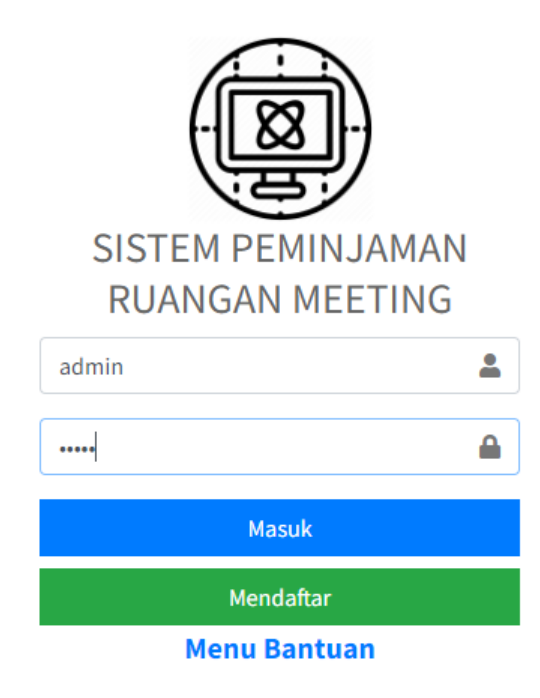 SISTEM PEMINJAMAN
RUANGAN MEETING
admin
•••••
Masuk
Mendaftar
Menu Bantuan